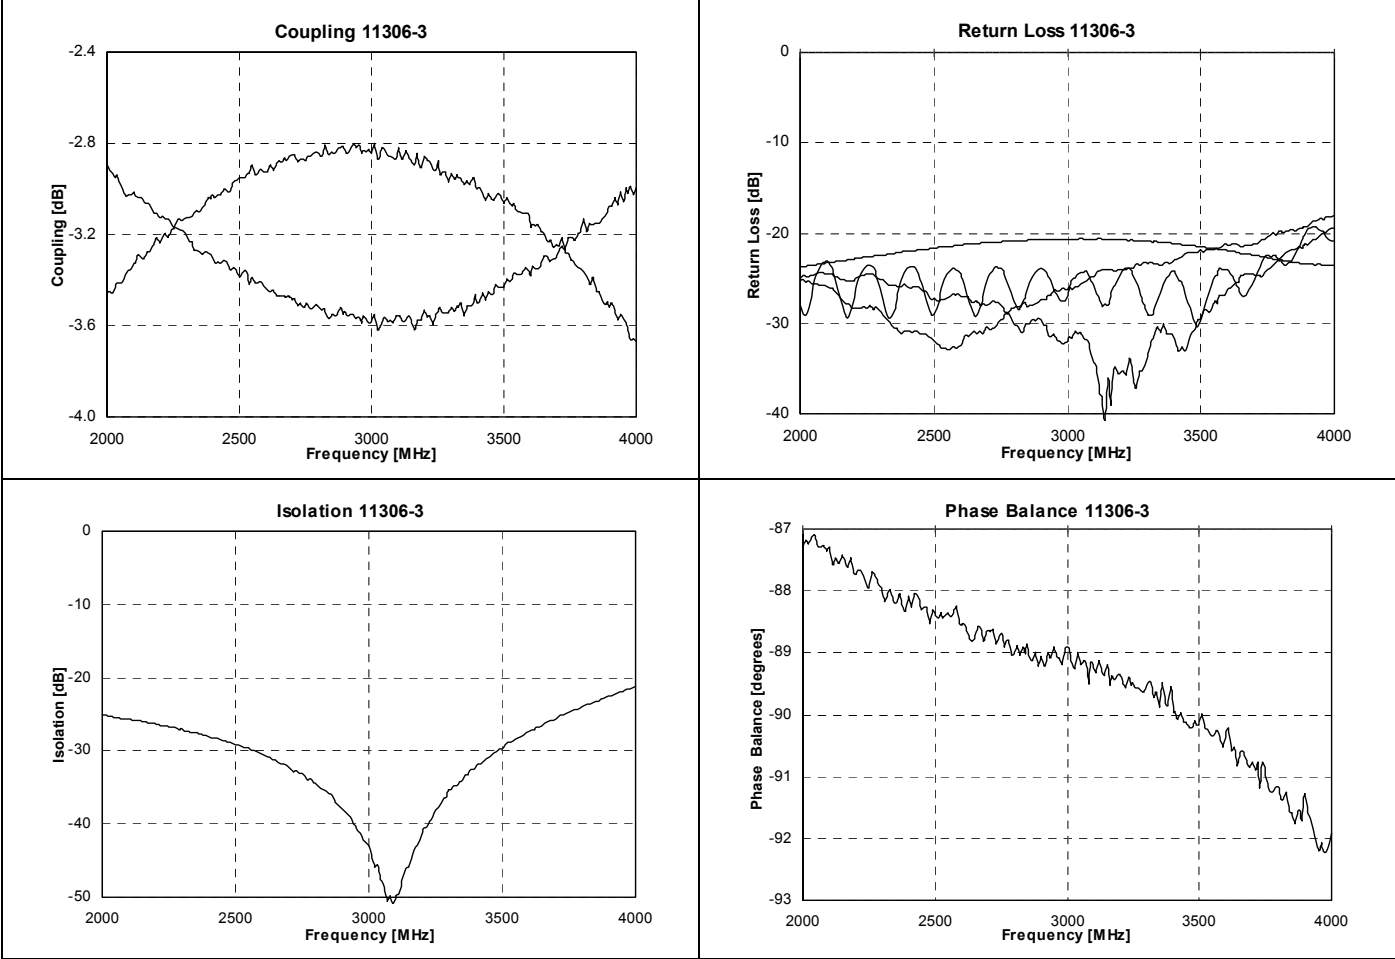 Coupling 11306-3
-2.4
-2.8
-3.2
-3.6
-4.0
Coupling [dB]
2000 2500 3000 3500 4000
Frequency [MHz]
Return Loss 11306-3
0
-10
-20
-30
-40
Return Loss [dB]
2000 2500 3000 3500 4000
Frequency [MHz]
Isolation 11306-3
0
-10
-20
-30
-40
-50
Isolation [dB]
2000 2500 3000 3500 4000
Frequency [MHz]
Phase Balance 11306-3
-87
-88
-89
-90
-91
-92
-93
Phase Balance [degrees]
2000 2500 3000 3500 4000
Frequency [MHz]